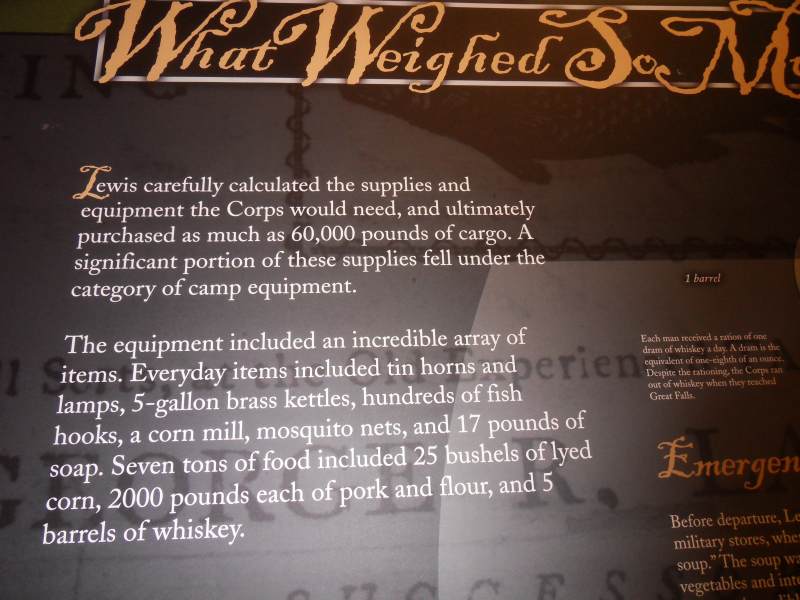 What Weighed So
Lewis carefully calculated the supplies and
equipment the Corps would need, and ultimately
purchased as much as 60,000 pounds of cargo. A
significant portion of these supplies fell under the
category of camp equipment.
The equipment included an incredible array of
items. Everyday items included tin horns and
lamps, 5-gallon brass kettles, hundreds of fish
hooks, a corn mill, mosquito nets, and 17 pounds of
soap. Seven tons of food included 25 bushels of lyed
corn, 2000 pounds each of pork and flour, and 5
barrels of whiskey.
1 barrel
Each man received a ration of one
dram of whiskey a day. A dram is the
equivalent of one-eighth of an ounce.
Despite the rationing, the Corps ran
out of whiskey when they reached
Great Falls.
Emergen
Before departure, Le
military stores, whe
soup." The soup wa
vegetables and inte
the Old Experien
GEORGE R, LA
SUCCESS